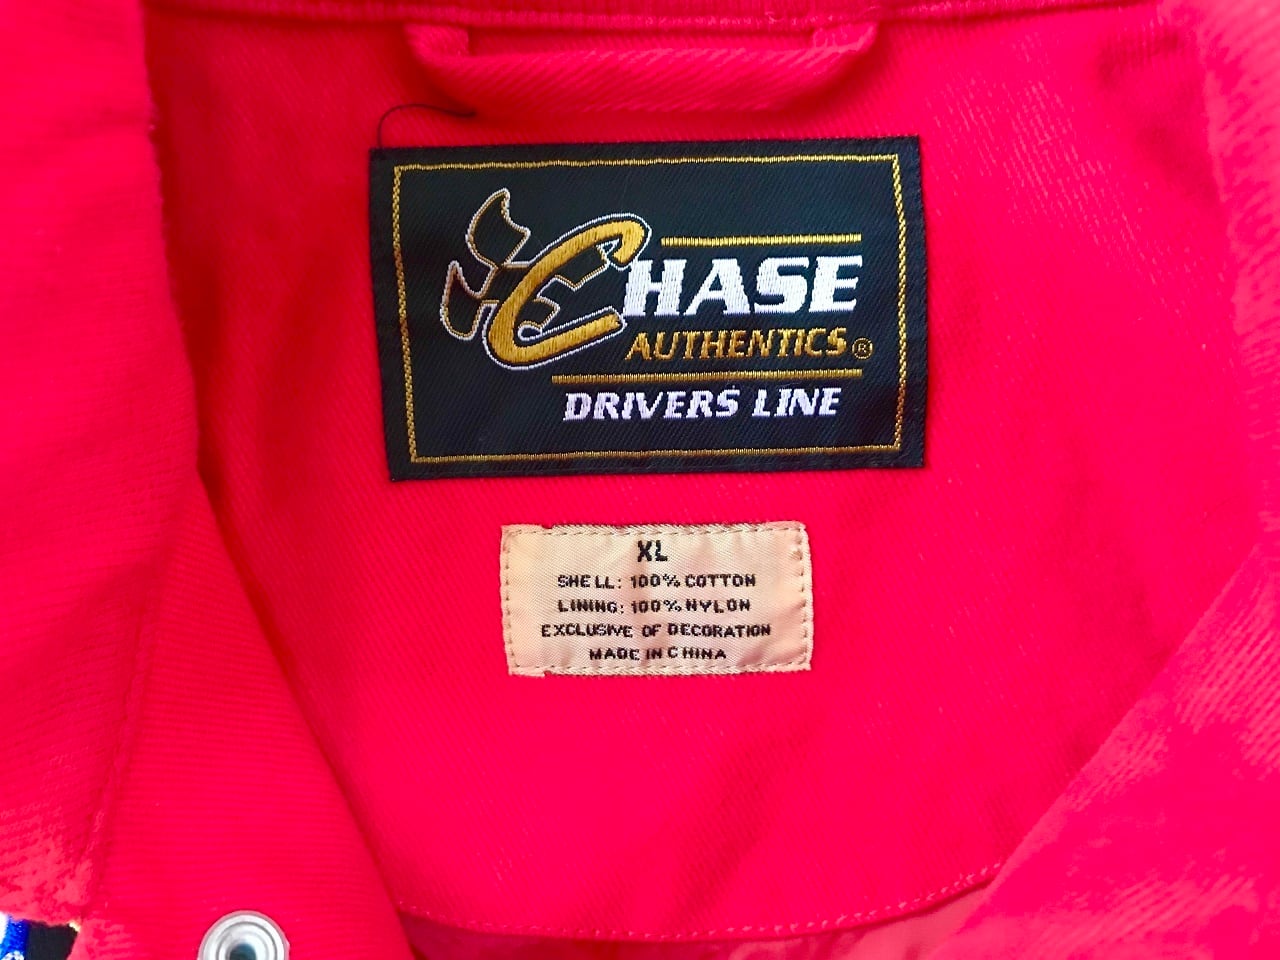 CHASE
AUTHENTICS®
DRIVERS LINE
XL
SHELL: 100% COTTON
LINING: 100% NYLON
EXCLUSIVE OF DECORATION
MADE IN CHINA